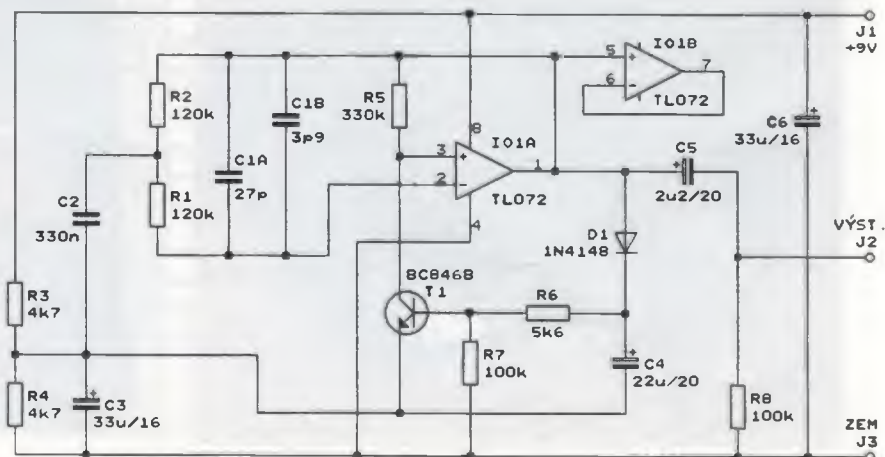 J1
+9V
R2
120k
C1B
3p9
R5
330k
8
IO1A
3
2
1
TL072
4
5
IO1B
6
7
TL072
C6
33u/16
C5
2u2/20
C1A
27p
R1
120k
C2
330n
D1
1N4148
VÝST.
J2
R3
4k7
BC846B
T1
R6
5k6
R7
100k
C4
22u/20
R4
4k7
C3
33u/16
R8
100k
ZEM
J3
+
+
-
+
-
+
+
+